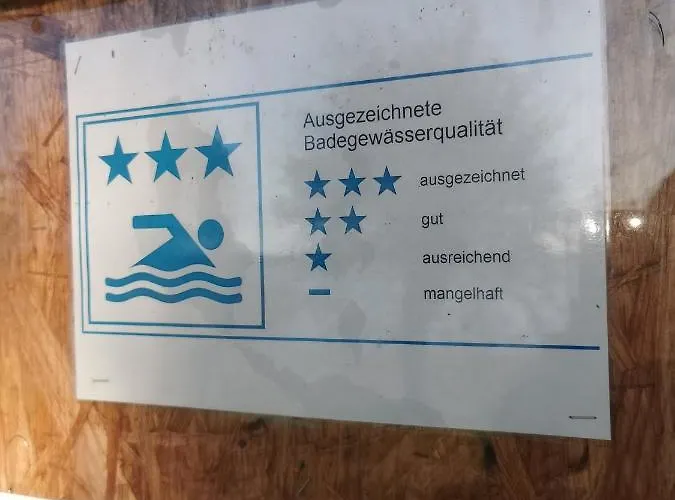 Ausgezeichnete
Badegewässerqualität
ausgezeichnet
gut
ausreichend
mangelhaft